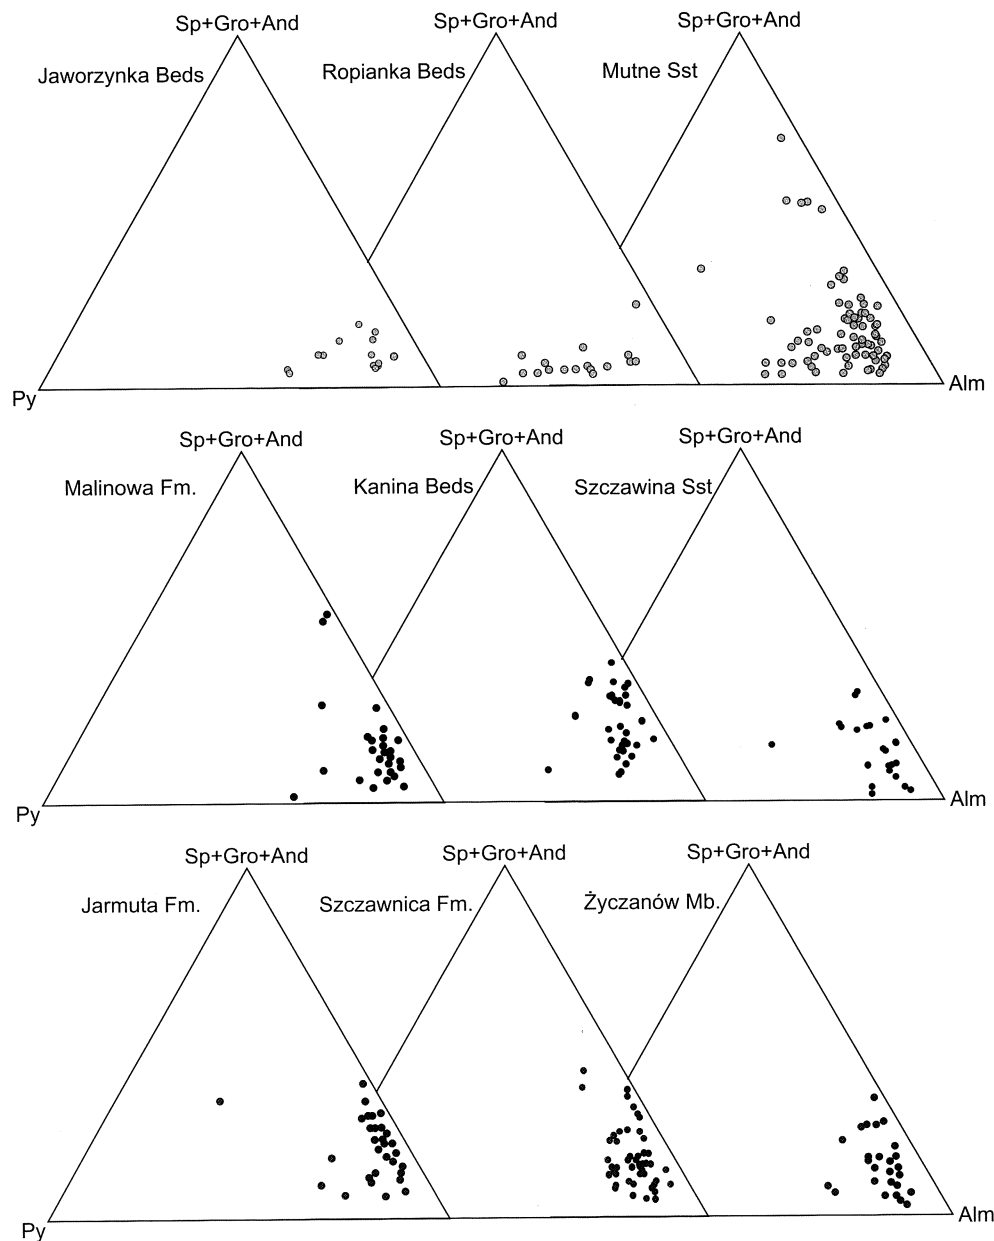 Sp+Gro+And Sp+Gro+And Sp+Gro+And
Jaworzynka Beds Ropianka Beds Mutne Sst
Py Alm
Sp+Gro+And Sp+Gro+And Sp+Gro+And
Malinowa Fm. Kanina Beds Szczawina Sst
Py Alm
Sp+Gro+And Sp+Gro+And Sp+Gro+And
Jarmuta Fm. Szczawnica Fm. Życzanów Mb.
Py Alm